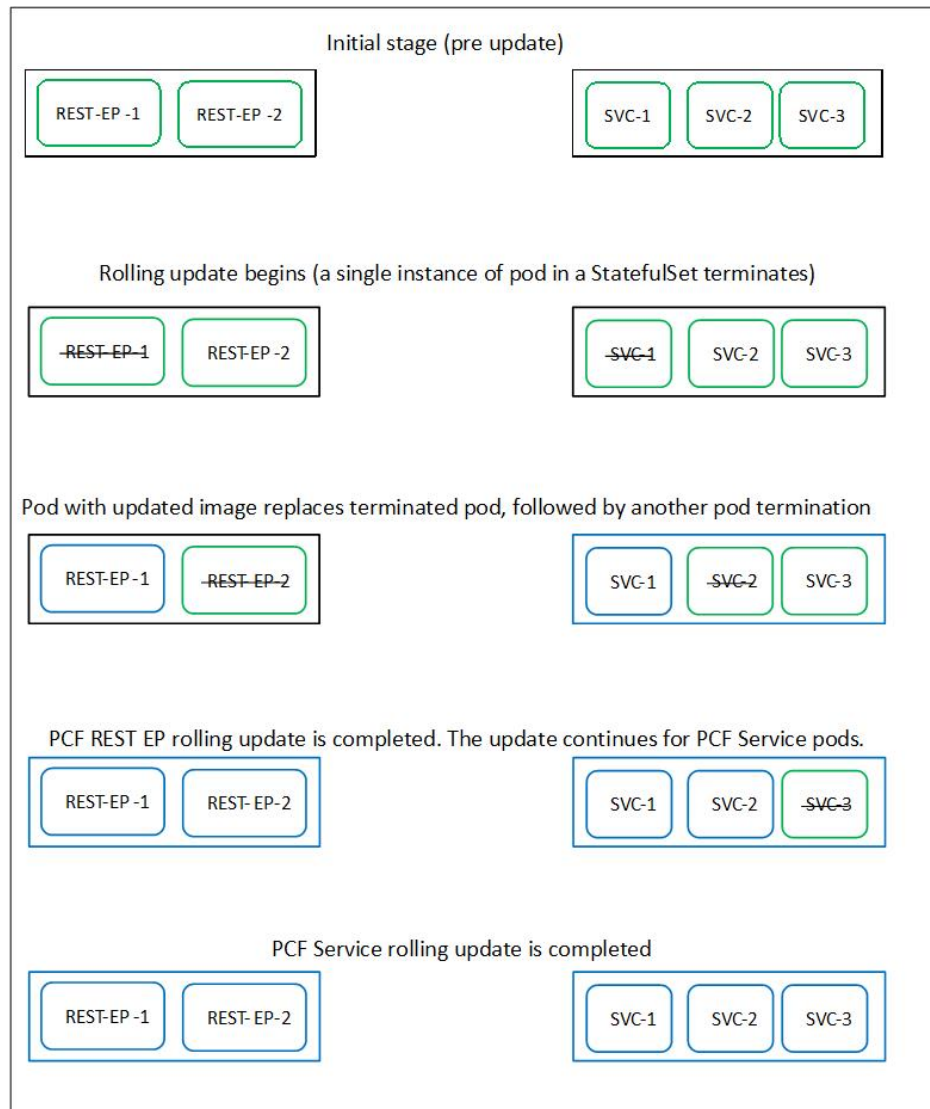 Initial stage (pre update)
REST-EP -1 REST-EP -2 SVC-1 SVC-2 SVC-3
Rolling update begins (a single instance of pod in a StatefulSet terminates)
REST-EP-1 REST-EP -2 SVC-1 SVC-2 SVC-3
Pod with updated image replaces terminated pod, followed by another pod termination
REST-EP -1 REST-EP-2 SVC-1 SVC-2 SVC-3
PCF REST EP rolling update is completed. The update continues for PCF Service pods.
REST-EP -1 REST-EP-2 SVC-1 SVC-2 SVC-3
PCF Service rolling update is completed
REST-EP -1 REST-EP-2 SVC-1 SVC-2 SVC-3